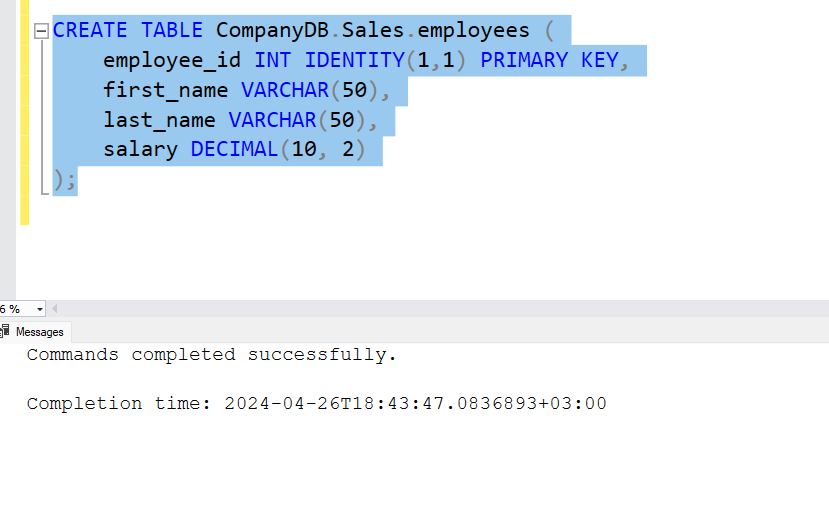 CREATE TABLE CompanyDB.Sales.employees (
employee_id INT IDENTITY(1,1) PRIMARY KEY,
first_name VARCHAR(50),
last_name VARCHAR(50),
salary DECIMAL(10, 2)
);
6 %
Messages
Commands completed successfully.
Completion time: 2024-04-26T18:43:47.0836893+03:00